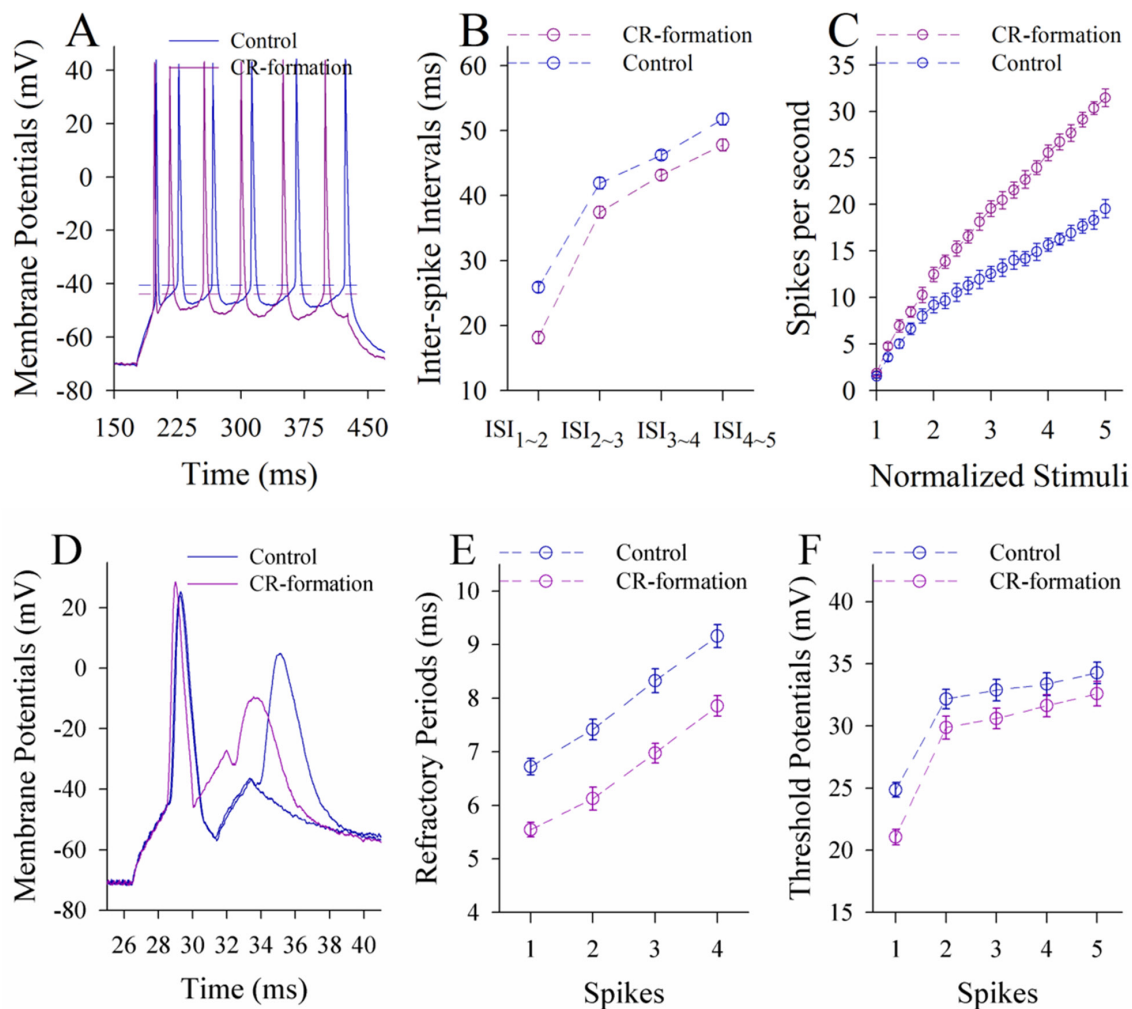 A
Control
CR-formation
Membrane Potentials (mV)
40
20
0
-20
-40
-60
-80
150 225 300 375 450
Time (ms)
B
CR-formation
Control
Inter-spike Intervals (ms)
60
50
40
30
20
10
ISI1~2 ISI2~3 ISI3~4 ISI4~5
C
CR-formation
Control
Spikes per second
35
30
25
20
15
10
5
0
1 2 3 4 5
Normalized Stimuli
D
Control
CR-formation
Membrane Potentials (mV)
20
0
-20
-40
-60
-80
26 28 30 32 34 36 38 40
Time (ms)
E
Control
CR-formation
Refractory Periods (ms)
10
9
8
7
6
5
4
1 2 3 4
Spikes
F
Control
CR-formation
Threshold Potentials (mV)
40
35
30
25
20
15
1 2 3 4 5
Spikes